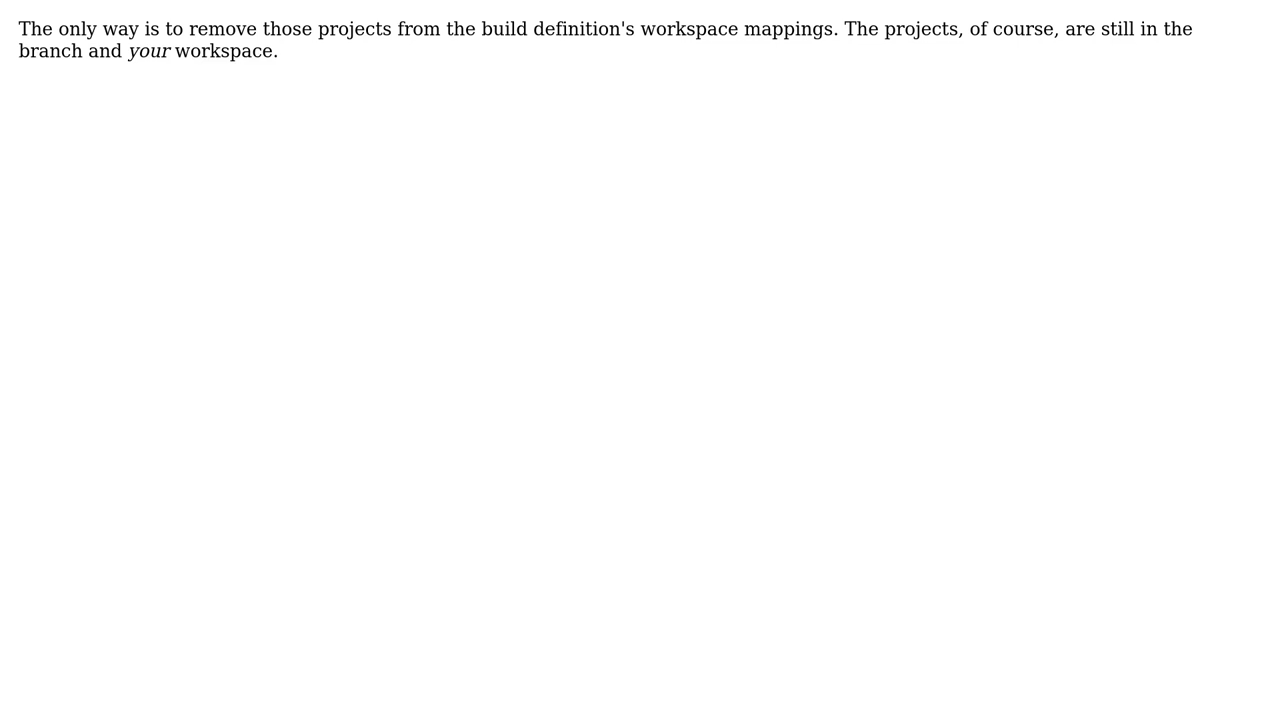 The only way is to remove those projects from the build definition's workspace mappings. The projects, of course, are still in the
branch and your workspace.